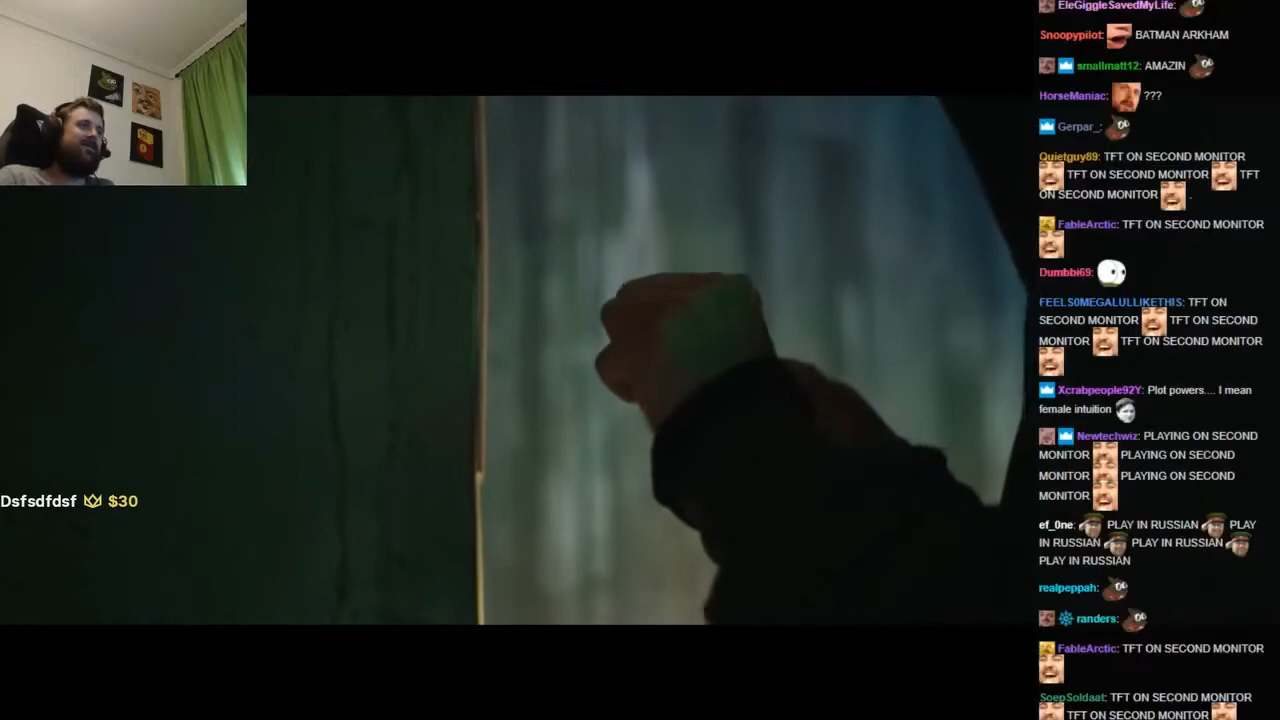 EleGiggleSavedMyLife:
Snoopypilot: BATMAN ARKHAM
smallmatt12: AMAZIN
HorseManiac: ???
Gerpar_:
Quietguy89: TFT ON SECOND MONITOR
TFT ON SECOND MONITOR TFT
ON SECOND MONITOR .
FableArctic: TFT ON SECOND MONITOR
Dumbbi69:
FEELS0MEGALULLIKETHIS: TFT ON
SECOND MONITOR TFT ON SECOND
MONITOR TFT ON SECOND MONITOR
Xcrabpeople92Y: Plot powers.... I mean
female intuition
Newtechwiz: PLAYING ON SECOND
MONITOR PLAYING ON SECOND
MONITOR PLAYING ON SECOND
MONITOR
Dsfsdfdsf $30
ef_0ne: PLAY IN RUSSIAN PLAY
IN RUSSIAN PLAY IN RUSSIAN
PLAY IN RUSSIAN
realpeppah:
randers:
FableArctic: TFT ON SECOND MONITOR
SoepSoldaat: TFT ON SECOND MONITOR
TFT ON SECOND MONITOR